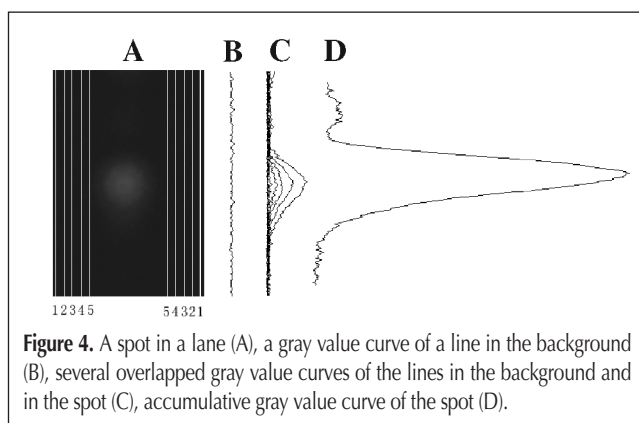 A B C D
12345 54321
Figure 4. A spot in a lane (A), a gray value curve of a line in the background
(B), several overlapped gray value curves of the lines in the background and
in the spot (C), accumulative gray value curve of the spot (D).